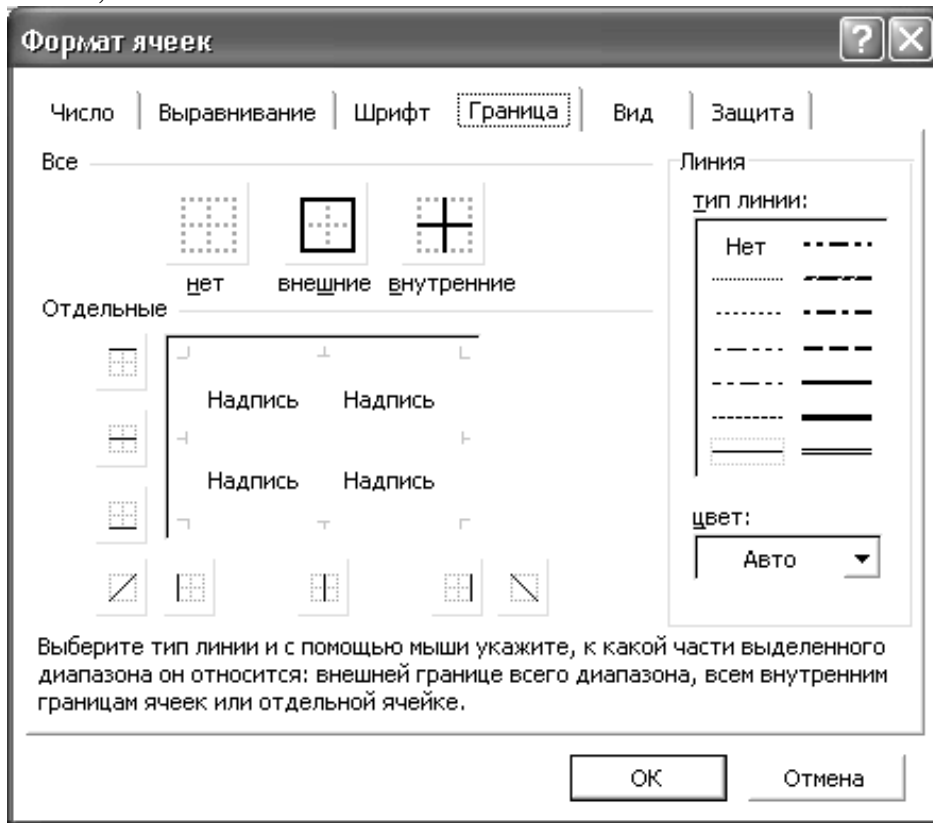 Формат ячеек
Число Выравнивание Шрифт Граница Вид Защита
Все
нет внешние внутренние
Отдельные
Надпись Надпись
Надпись Надпись
Линия
тип линии:
Нет
цвет:
Авто
Выберите тип линии и с помощью мыши укажите, к какой части выделенного
диапазона он относится: внешней границе всего диапазона, всем внутренним
границам ячеек или отдельной ячейке.
ОК Отмена